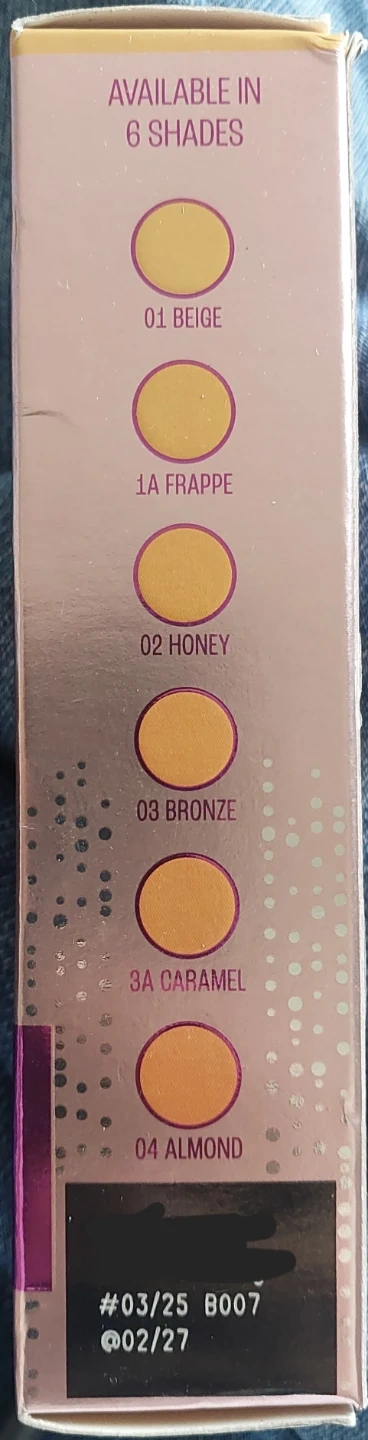 AVAILABLE IN
6 SHADES
01 BEIGE
1A FRAPPE
02 HONEY
03 BRONZE
3A CARAMEL
04 ALMOND
#03/25 B007
@02/27